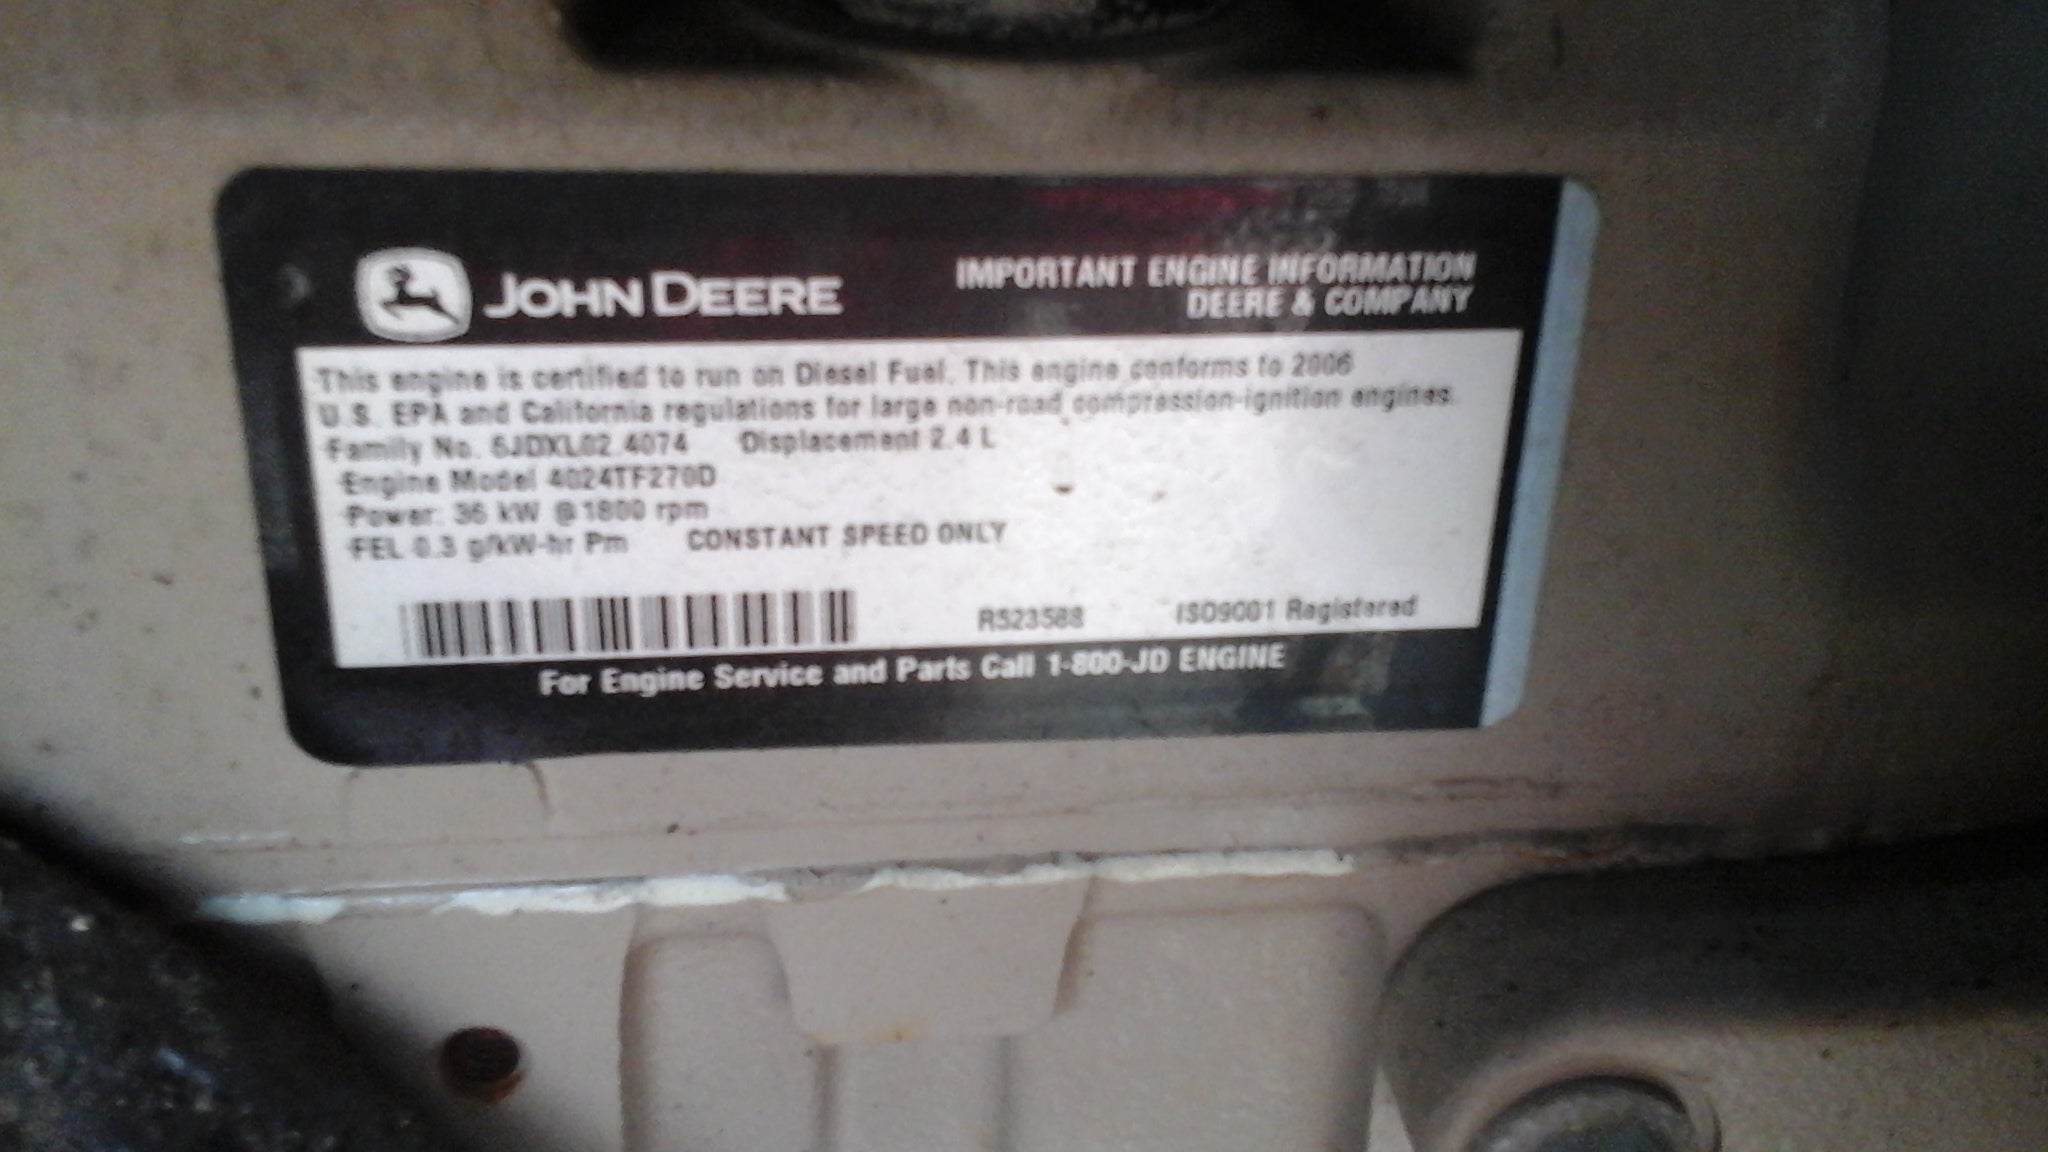 JOHN DEERE
IMPORTANT ENGINE INFORMATION
DEERE & COMPANY
This engine is certified to run on Diesel Fuel. This engine conforms to 2006
U.S. EPA and California regulations for large non-road compression-ignition engines.
Family No. 6JDXL02.4074 Displacement 2.4 L
Engine Model 4024TF270D
Power: 36 kW @ 1800 rpm
FEL 0.3 g/kW-hr Pm CONSTANT SPEED ONLY
R523588 ISO9001 Registered
For Engine Service and Parts Call 1-800-JD ENGINE